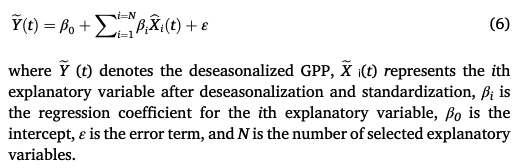 Ỹ(t) = β₀ + ∑ᵢ₌₁ⁱ⁼ᴺ βᵢX̂ᵢ(t) + ε (6)
where Ỹ (t) denotes the deseasonalized GPP, X̃ ᵢ(t) represents the ith
explanatory variable after deseasonalization and standardization, βᵢ is
the regression coefficient for the ith explanatory variable, β₀ is the
intercept, ε is the error term, and N is the number of selected explanatory
variables.